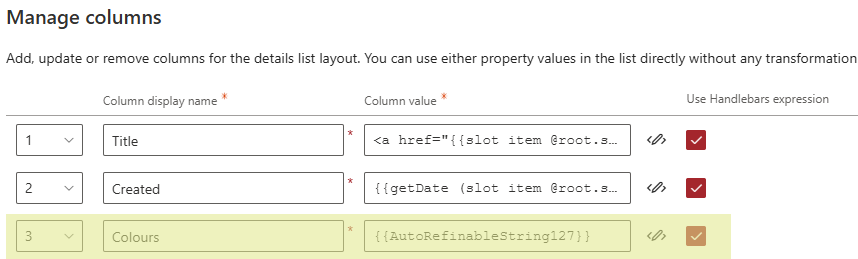 Manage columns
Add, update or remove columns for the details list layout. You can use either property values in the list directly without any transformation
Column display name * Column value * Use Handlebars expression
1 Title * <a href="{{slot item @root.s...
2 Created * {{getDate (slot item @root.s...
3 Colours * {{AutoRefinableString127}}